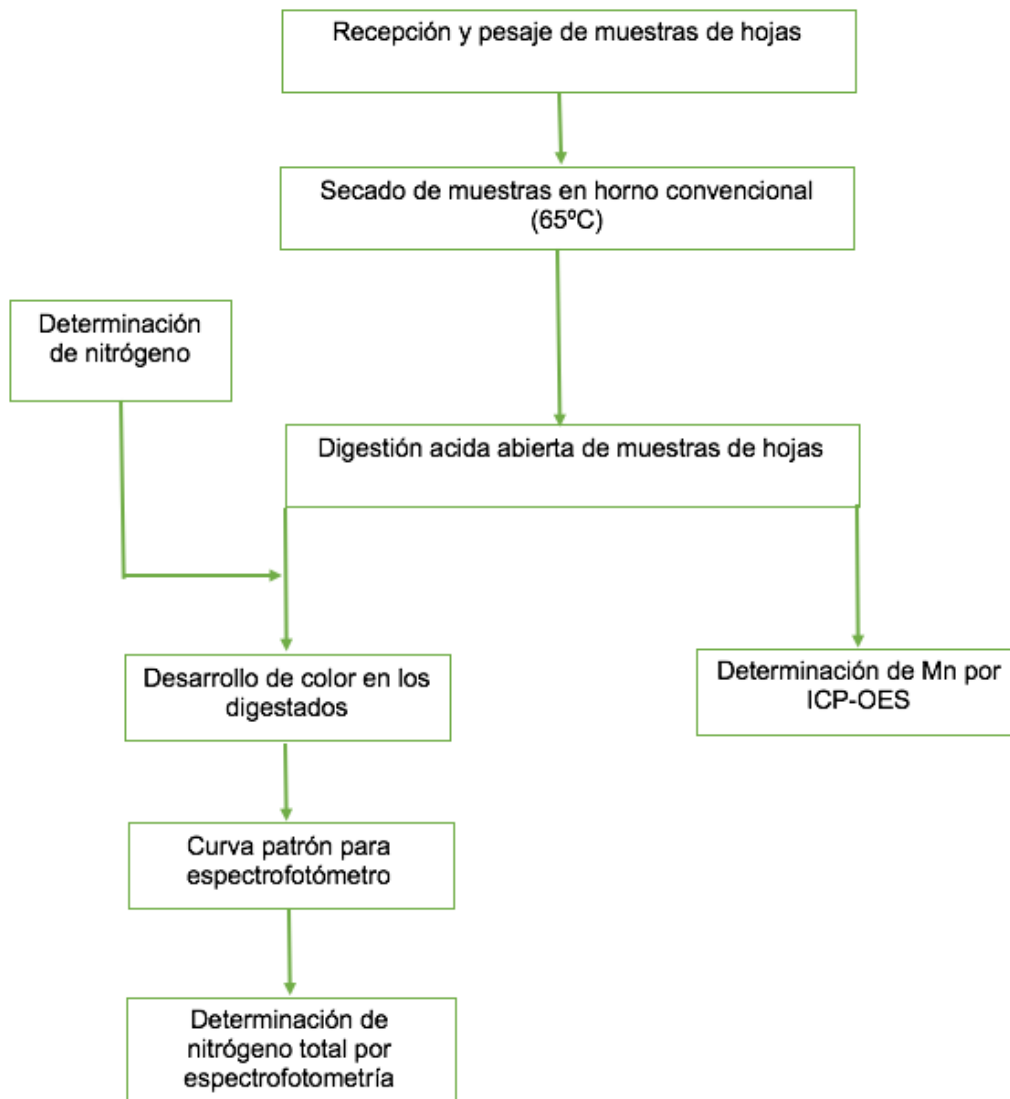 Recepción y pesaje de muestras de hojas
Secado de muestras en horno convencional
(65ºC)
Determinación
de nitrógeno
Digestión acida abierta de muestras de hojas
Desarrollo de color en los
digestados
Determinación de Mn por
ICP-OES
Curva patrón para
espectrofotómetro
Determinación de
nitrógeno total por
espectrofotometría